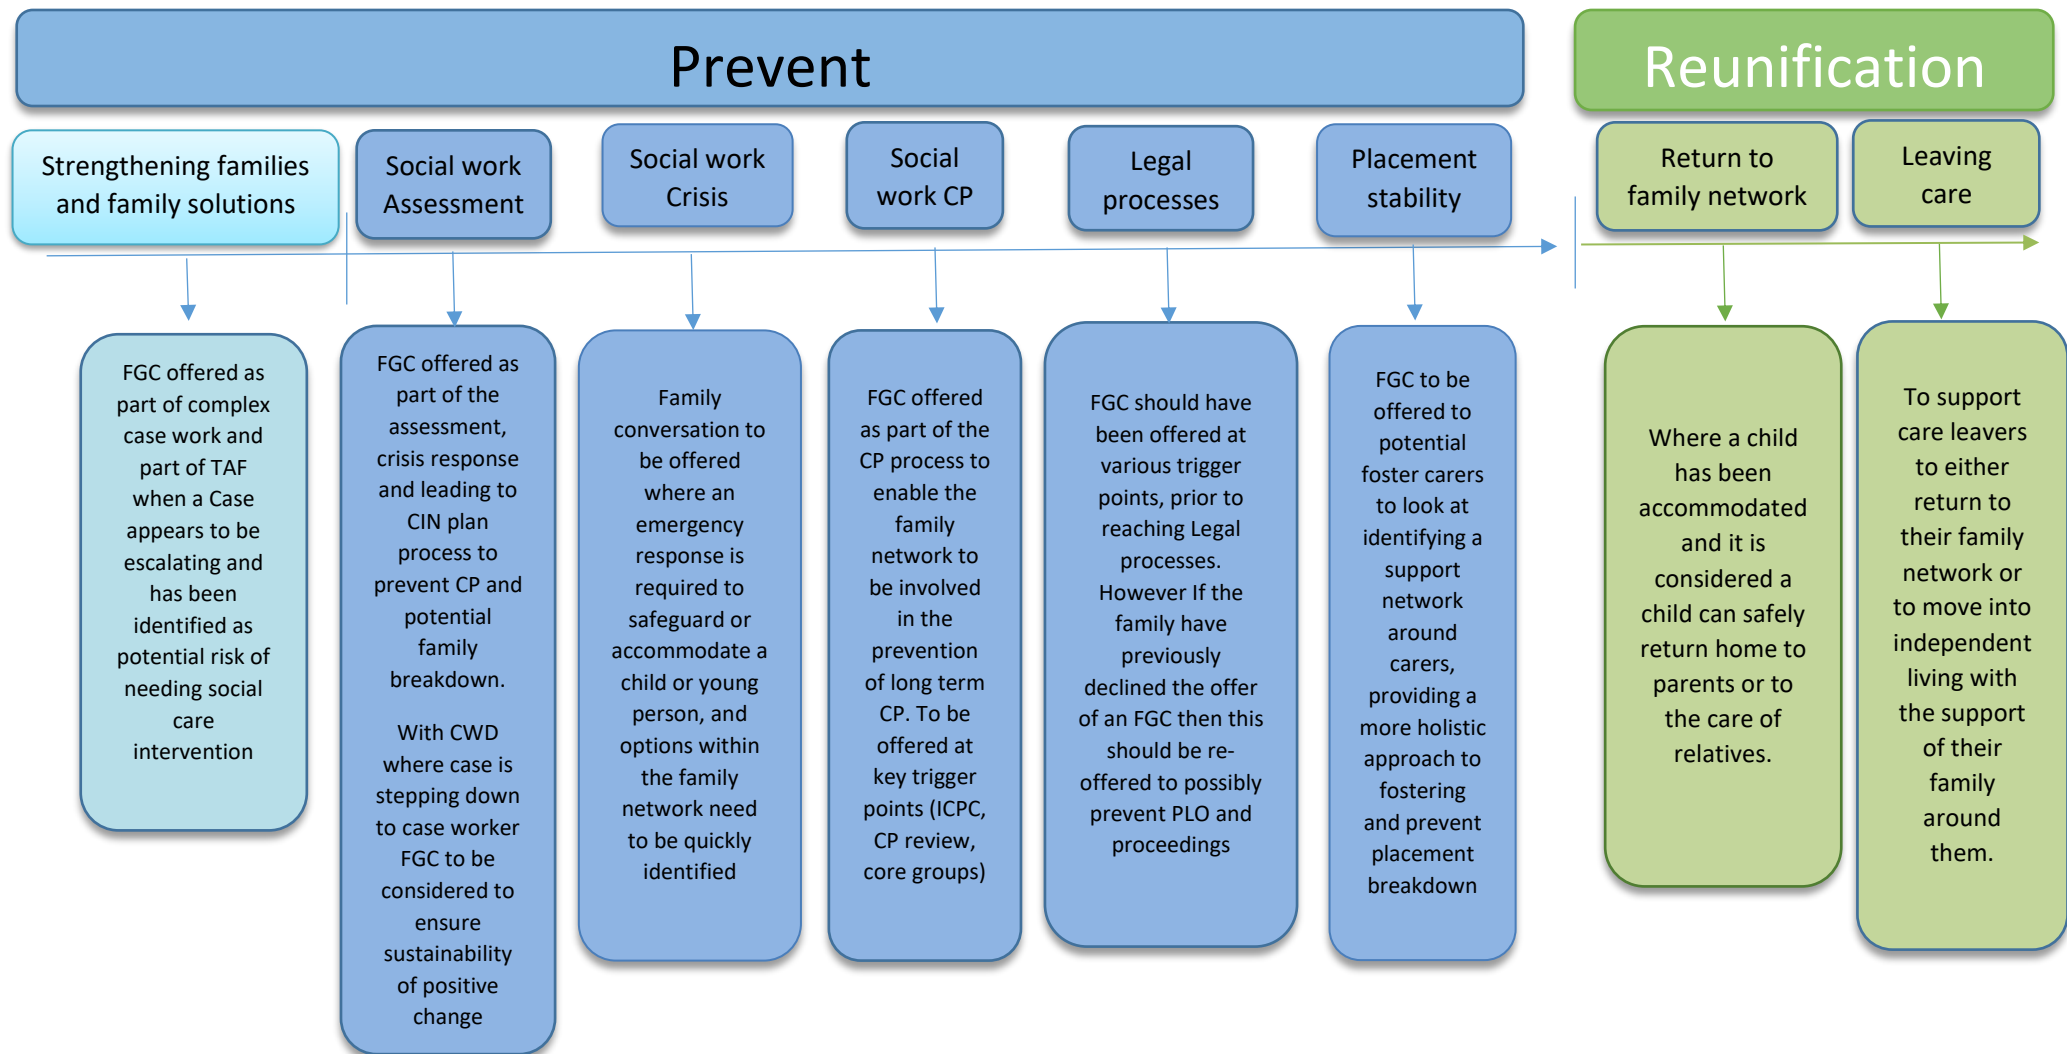 Prevent
Reunification
Strengthening families
and family solutions
Social work
Assessment
Social work
Crisis
Social
work CP
Legal
processes
Placement
stability
Return to
family network
Leaving
care
FGC offered as
part of complex
case work and
part of TAF
when a Case
appears to be
escalating and
has been
identified as
potential risk of
needing social
care
intervention
FGC offered as
part of the
assessment,
crisis response
and leading to
CIN plan
process to
prevent CP and
potential
family
breakdown.
With CWD
where case is
stepping down
to case worker
FGC to be
considered to
ensure
sustainability
of positive
change
Family
conversation to
be offered
where an
emergency
response is
required to
safeguard or
accommodate a
child or young
person, and
options within
the family
network need
to be quickly
identified
FGC offered
as part of the
CP process to
enable the
family
network to
be involved
in the
prevention
of long term
CP. To be
offered at
key trigger
points (ICPC,
CP review,
core groups)
FGC should have
been offered at
various trigger
points, prior to
reaching Legal
processes.
However If the
family have
previously
declined the offer
of an FGC then this
should be re-
offered to possibly
prevent PLO and
proceedings
FGC to be
offered to
potential
foster carers
to look at
identifying a
support
network
around
carers,
providing a
more holistic
approach to
fostering
and prevent
placement
breakdown
Where a child
has been
accommodated
and it is
considered a
child can safely
return home to
parents or to
the care of
relatives.
To support
care leavers
to either
return to
their family
network or
to move into
independent
living with
the support
of their
family
around
them.